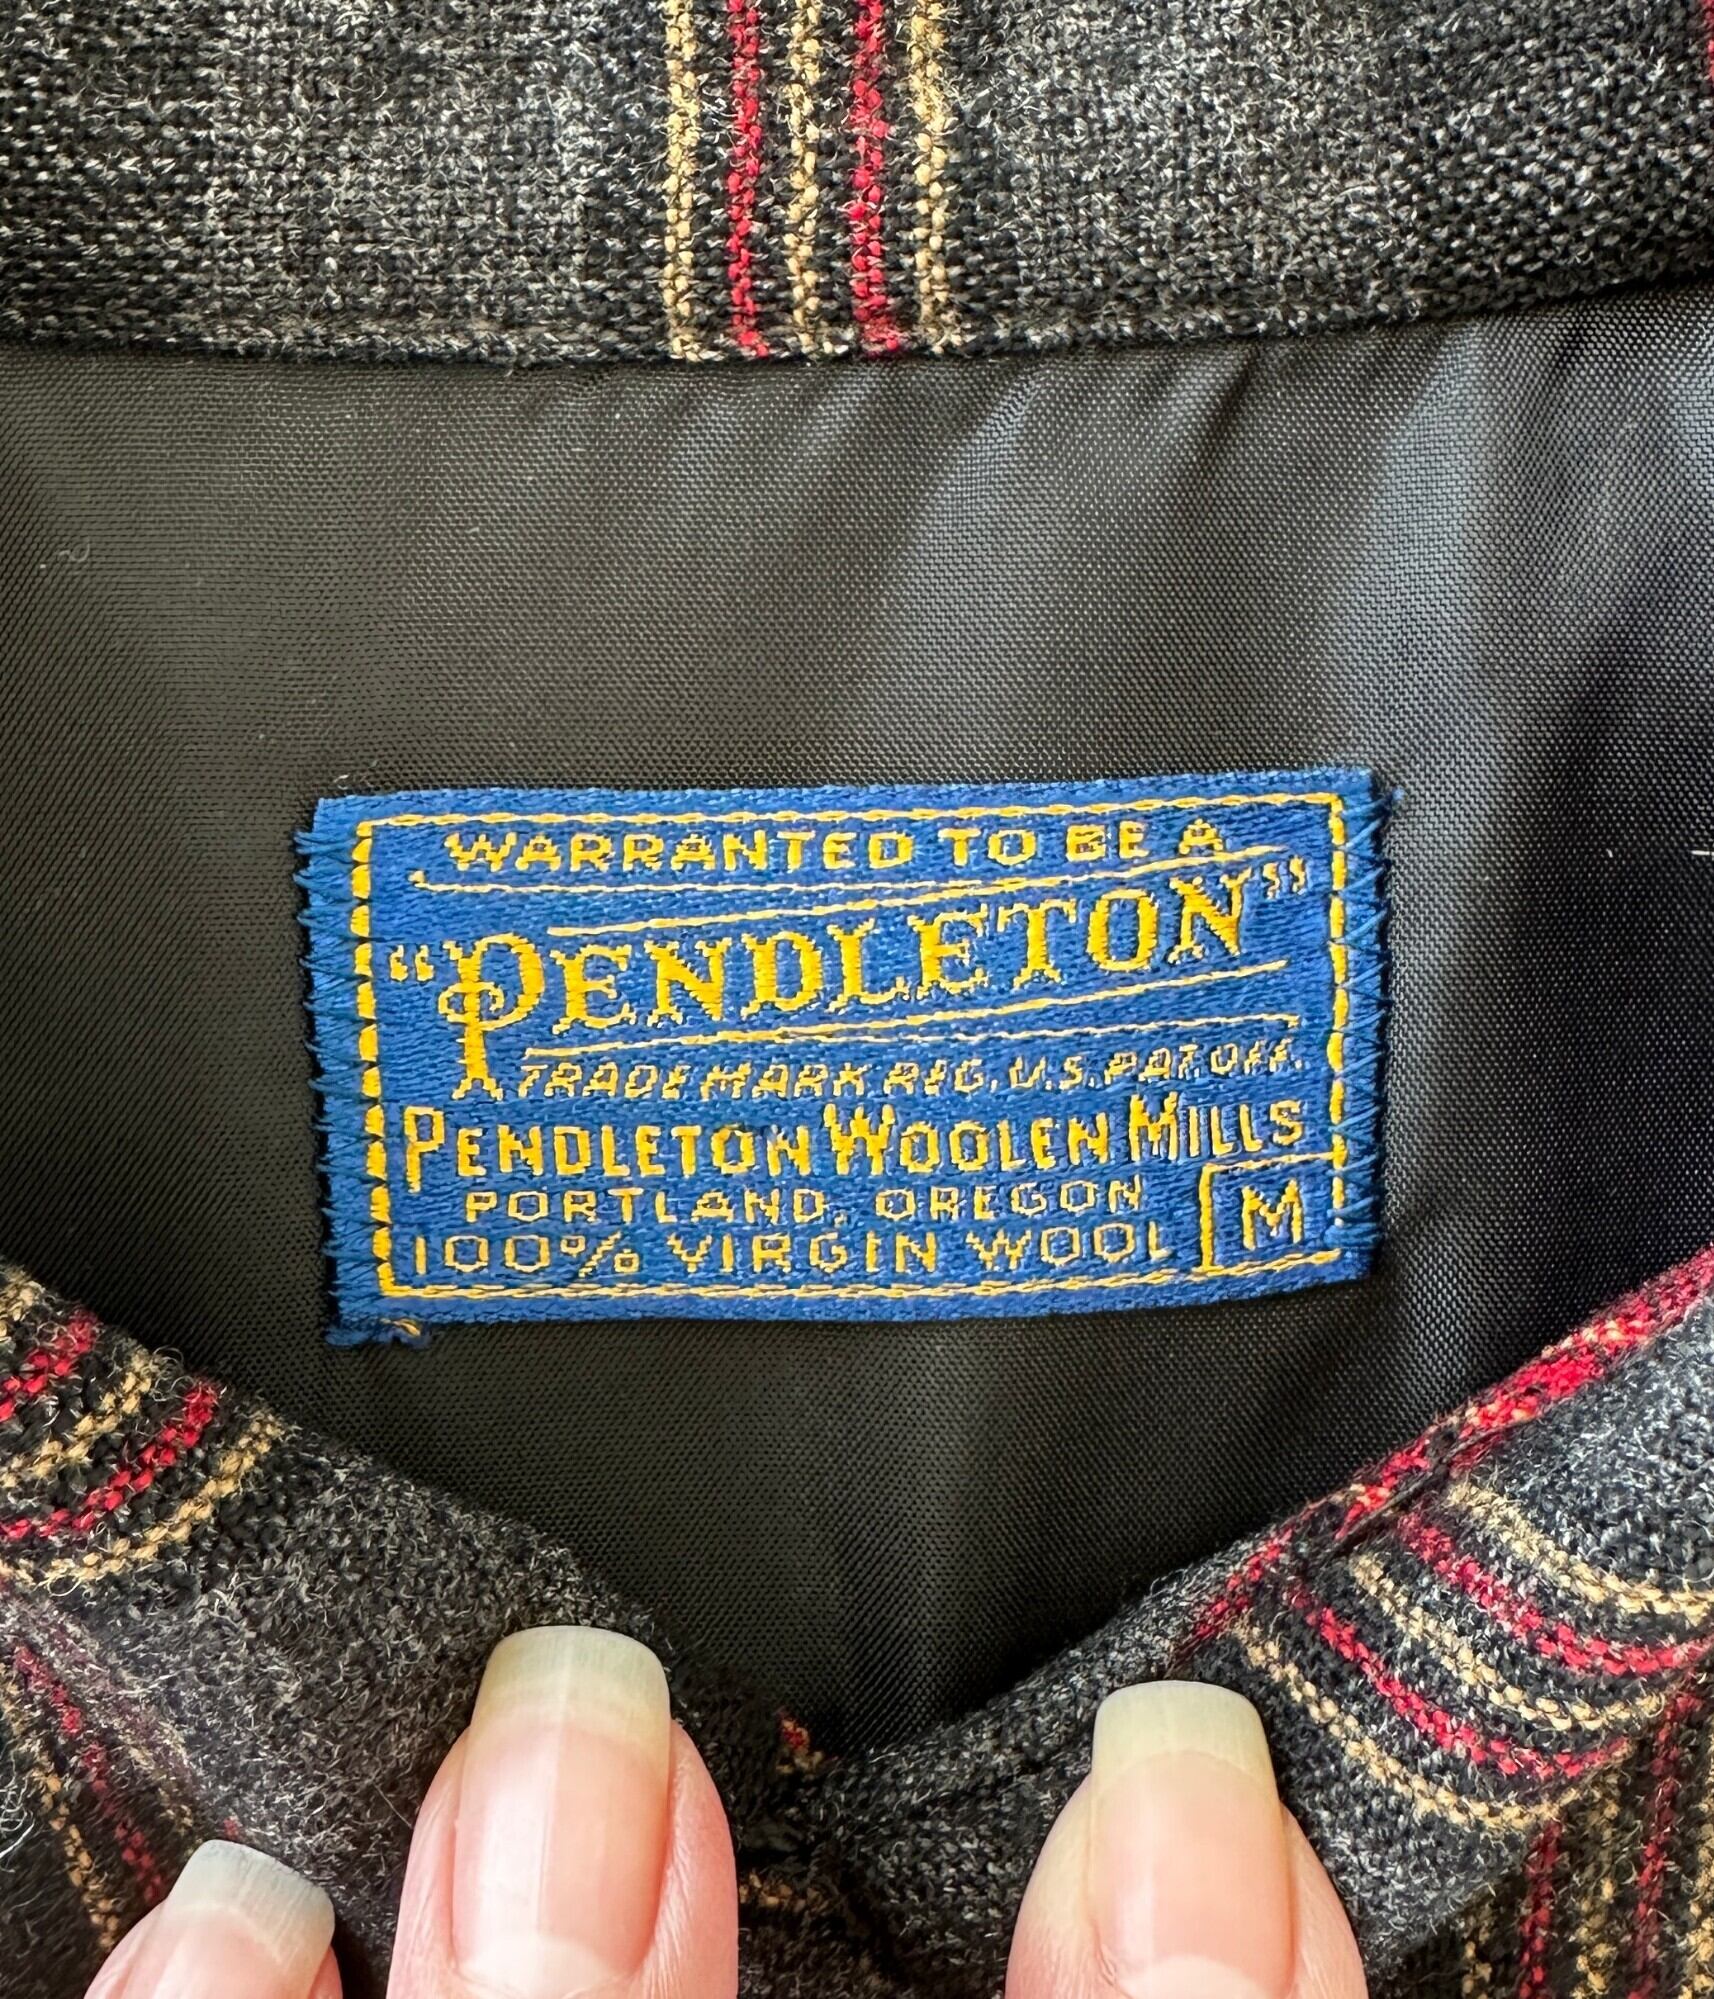 WARRANTED TO BE A
"PENDLETON"
TRADE MARK REG. U.S. PAT. OFF.
PENDLETON WOOLEN MILLS
PORTLAND, OREGON
100% VIRGIN WOOL M